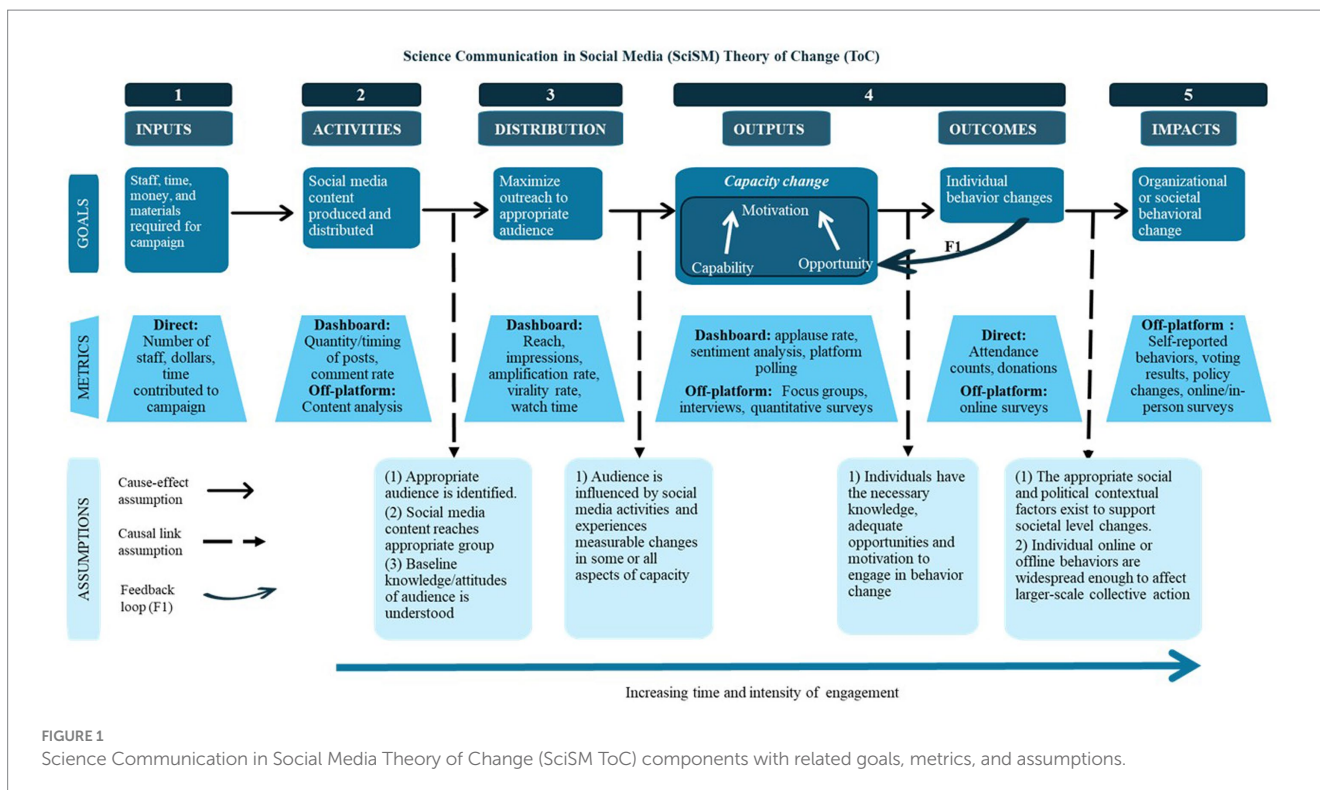 Science Communication in Social Media (SciSM) Theory of Change (ToC)
1
2
3
4
5
INPUTS
ACTIVITIES
DISTRIBUTION
OUTPUTS
OUTCOMES
IMPACTS
GOALS
Staff, time,
money, and
materials
required for
campaign
Social media
content
produced and
distributed
Maximize
outreach to
appropriate
audience
Capacity change
Motivation
Capability
Opportunity
Individual
behavior changes
F1
Organizational
or societal
behavioral
change
METRICS
Direct:
Number of
staff, dollars,
time
contributed to
campaign
Dashboard:
Quantity/timing
of posts,
comment rate
Off-platform:
Content analysis
Dashboard:
Reach,
impressions,
amplification rate,
virality rate,
watch time
Dashboard: applause rate,
sentiment analysis, platform
polling
Off-platform: Focus groups,
interviews, quantitative surveys
Direct:
Attendance
counts, donations
Off-platform:
online surveys
Off-platform :
Self-reported
behaviors, voting
results, policy
changes, online/in-
person surveys
ASSUMPTIONS
Cause-effect
assumption
Causal link
assumption
Feedback
loop (F1)
(1) Appropriate
audience is identified.
(2) Social media
content reaches
appropriate group
(3) Baseline
knowledge/attitudes
of audience is
understood
1) Audience is
influenced by social
media activities and
experiences
measurable changes
in some or all
aspects of capacity
1) Individuals have
the necessary
knowledge,
adequate
opportunities and
motivation to
engage in behavior
change
(1) The appropriate social
and political contextual
factors exist to support
societal level changes.
2) Individual online or
offline behaviors are
widespread enough to affect
larger-scale collective action
Increasing time and intensity of engagement
FIGURE 1
Science Communication in Social Media Theory of Change (SciSM ToC) components with related goals, metrics, and assumptions.